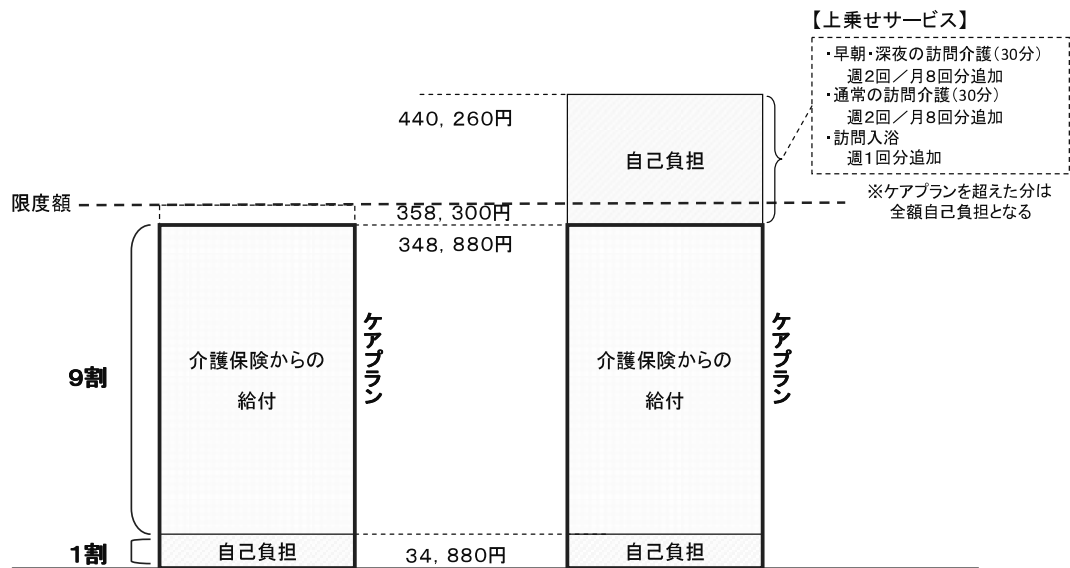 【上乗せサービス】
・早朝・深夜の訪問介護(30分)
週2回/月8回分追加
・通常の訪問介護(30分)
週2回/月8回分追加
・訪問入浴
週1回分追加
※ケアプランを超えた分は
全額自己負担となる
440,260円
自己負担
限度額
358,300円
348,880円
9割
介護保険からの
給付
ケアプラン
介護保険からの
給付
ケアプラン
1割
自己負担
34,880円
自己負担